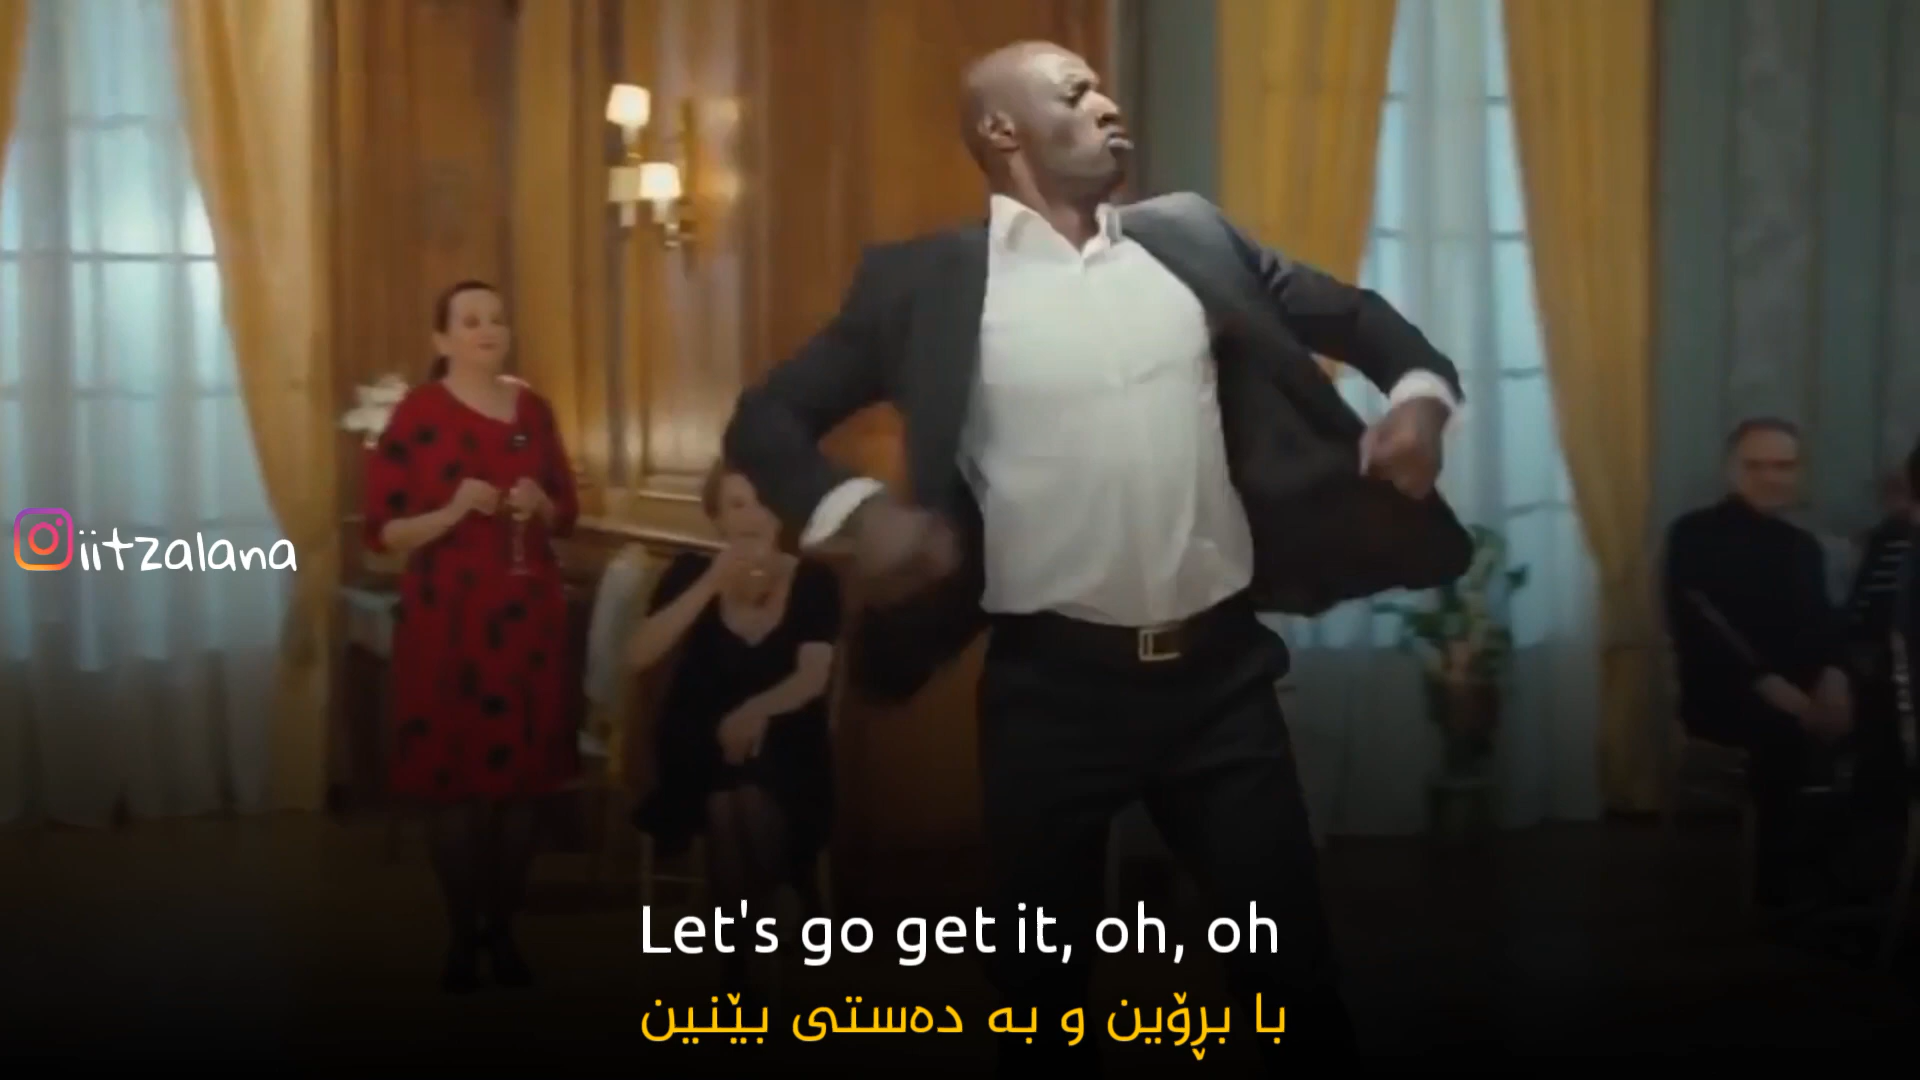 iitzalana
Let's go get it, oh, oh
با بڕۆین و بە دەستی بێنین